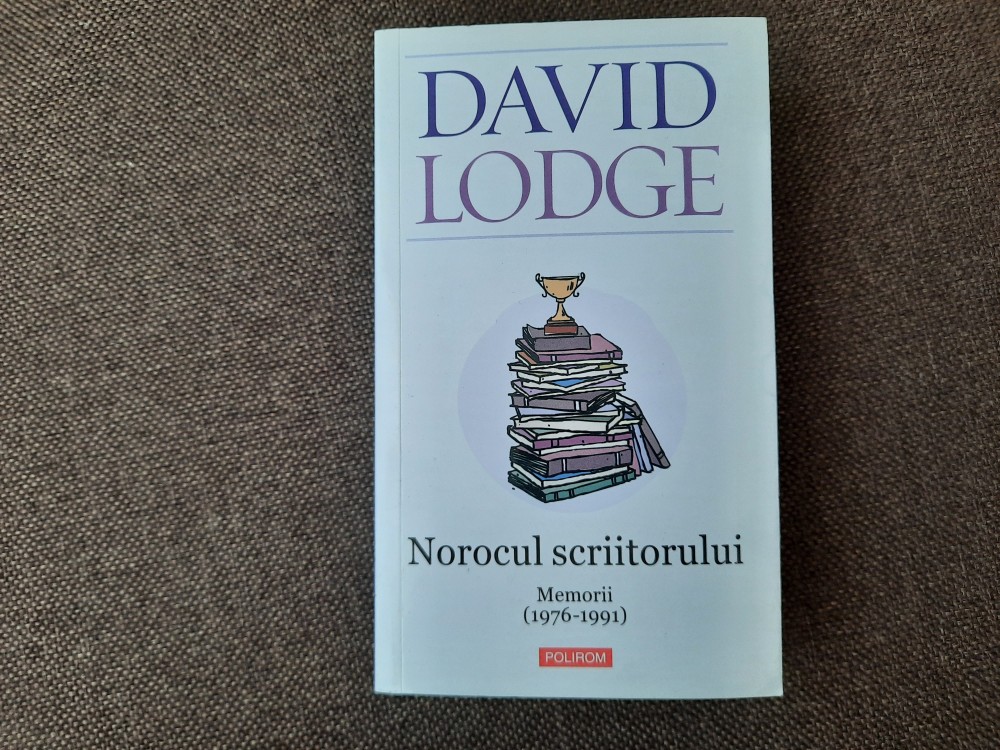 DAVID
LODGE
Norocul scriitorului
Memorii
(1976-1991)
POLIROM